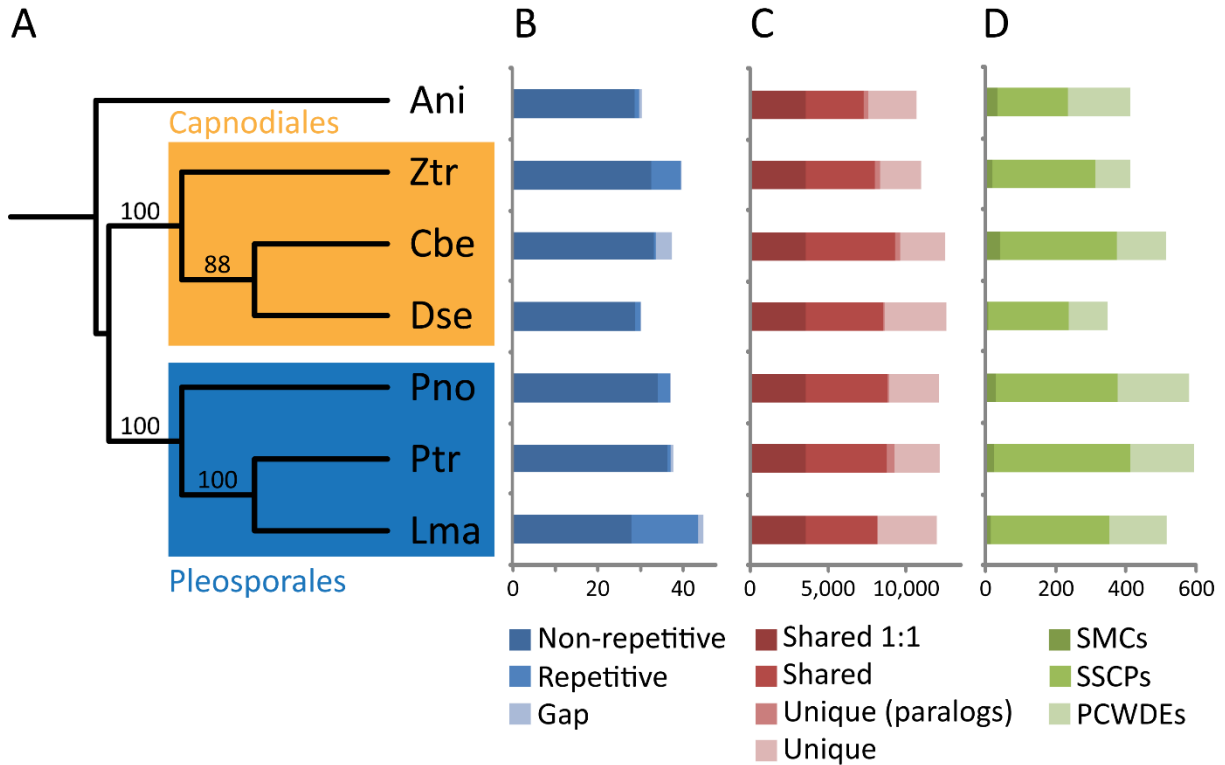 A B C D
Ani
Capnodiales
Ztr
100
Cbe
88
Dse
Pno
100
Ptr
100
Lma
Pleosporales
0 20 40
0 5,000 10,000
0 200 400 600
Non-repetitive
Repetitive
Gap
Shared 1:1
Shared
Unique (paralogs)
Unique
SMCs
SSCPs
PCWDEs